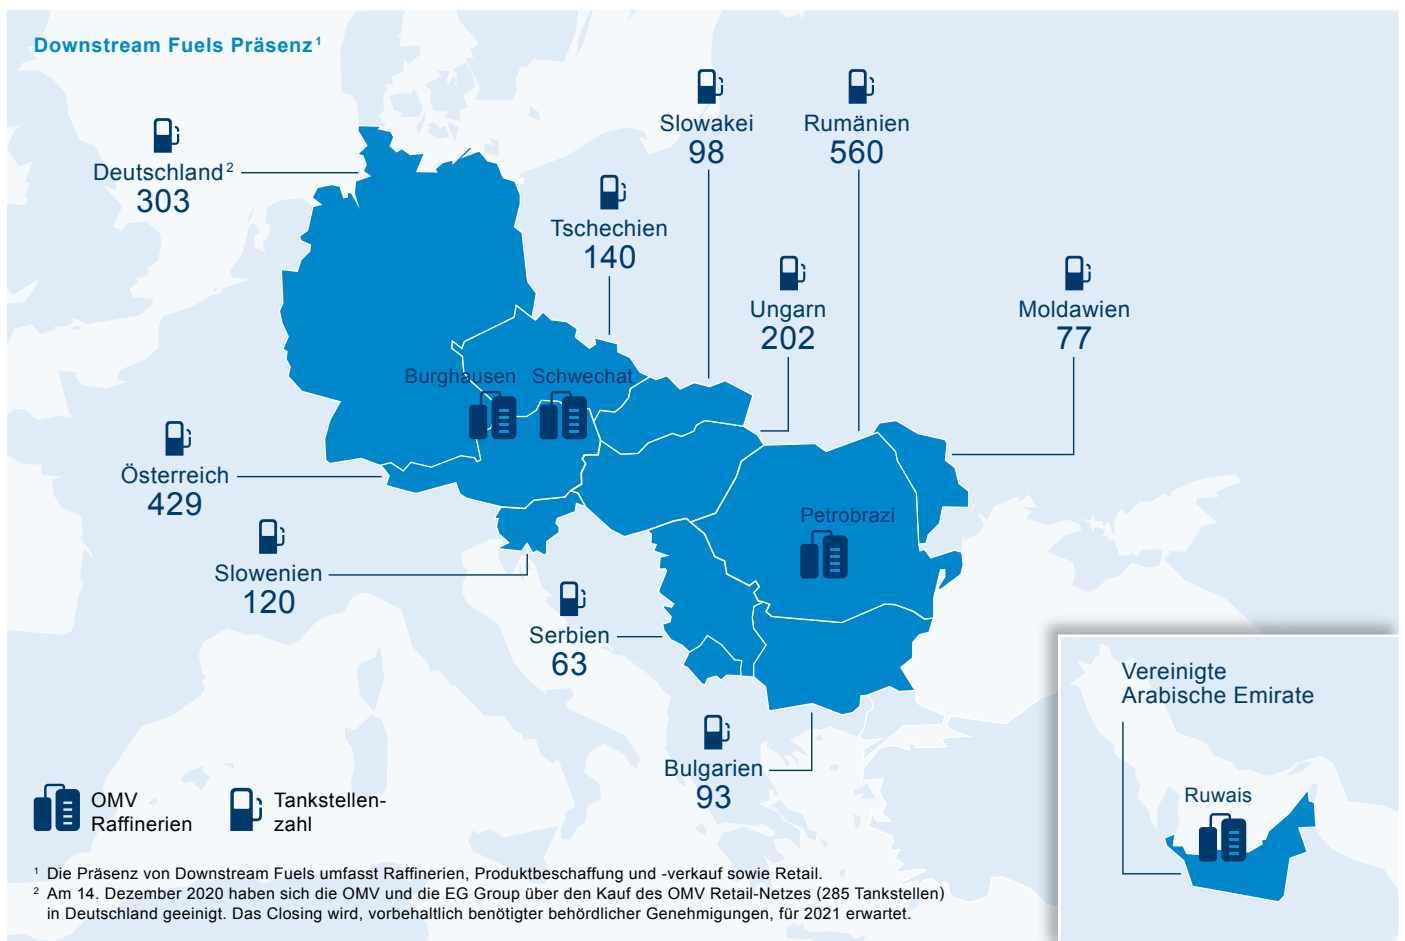 Downstream Fuels Präsenz¹
Slowakei
98
Rumänien
560
Deutschland²
303
Tschechien
140
Ungarn
202
Moldawien
77
Burghausen
Schwechat
Österreich
429
Petrobrazi
Slowenien
120
Serbien
63
Vereinigte
Arabische Emirate
Bulgarien
93
Ruwais
OMV
Raffinerien
Tankstellen-
zahl
¹ Die Präsenz von Downstream Fuels umfasst Raffinerien, Produktbeschaffung und -verkauf sowie Retail.
² Am 14. Dezember 2020 haben sich die OMV und die EG Group über den Kauf des OMV Retail-Netzes (285 Tankstellen)
in Deutschland geeinigt. Das Closing wird, vorbehaltlich benötigter behördlicher Genehmigungen, für 2021 erwartet.